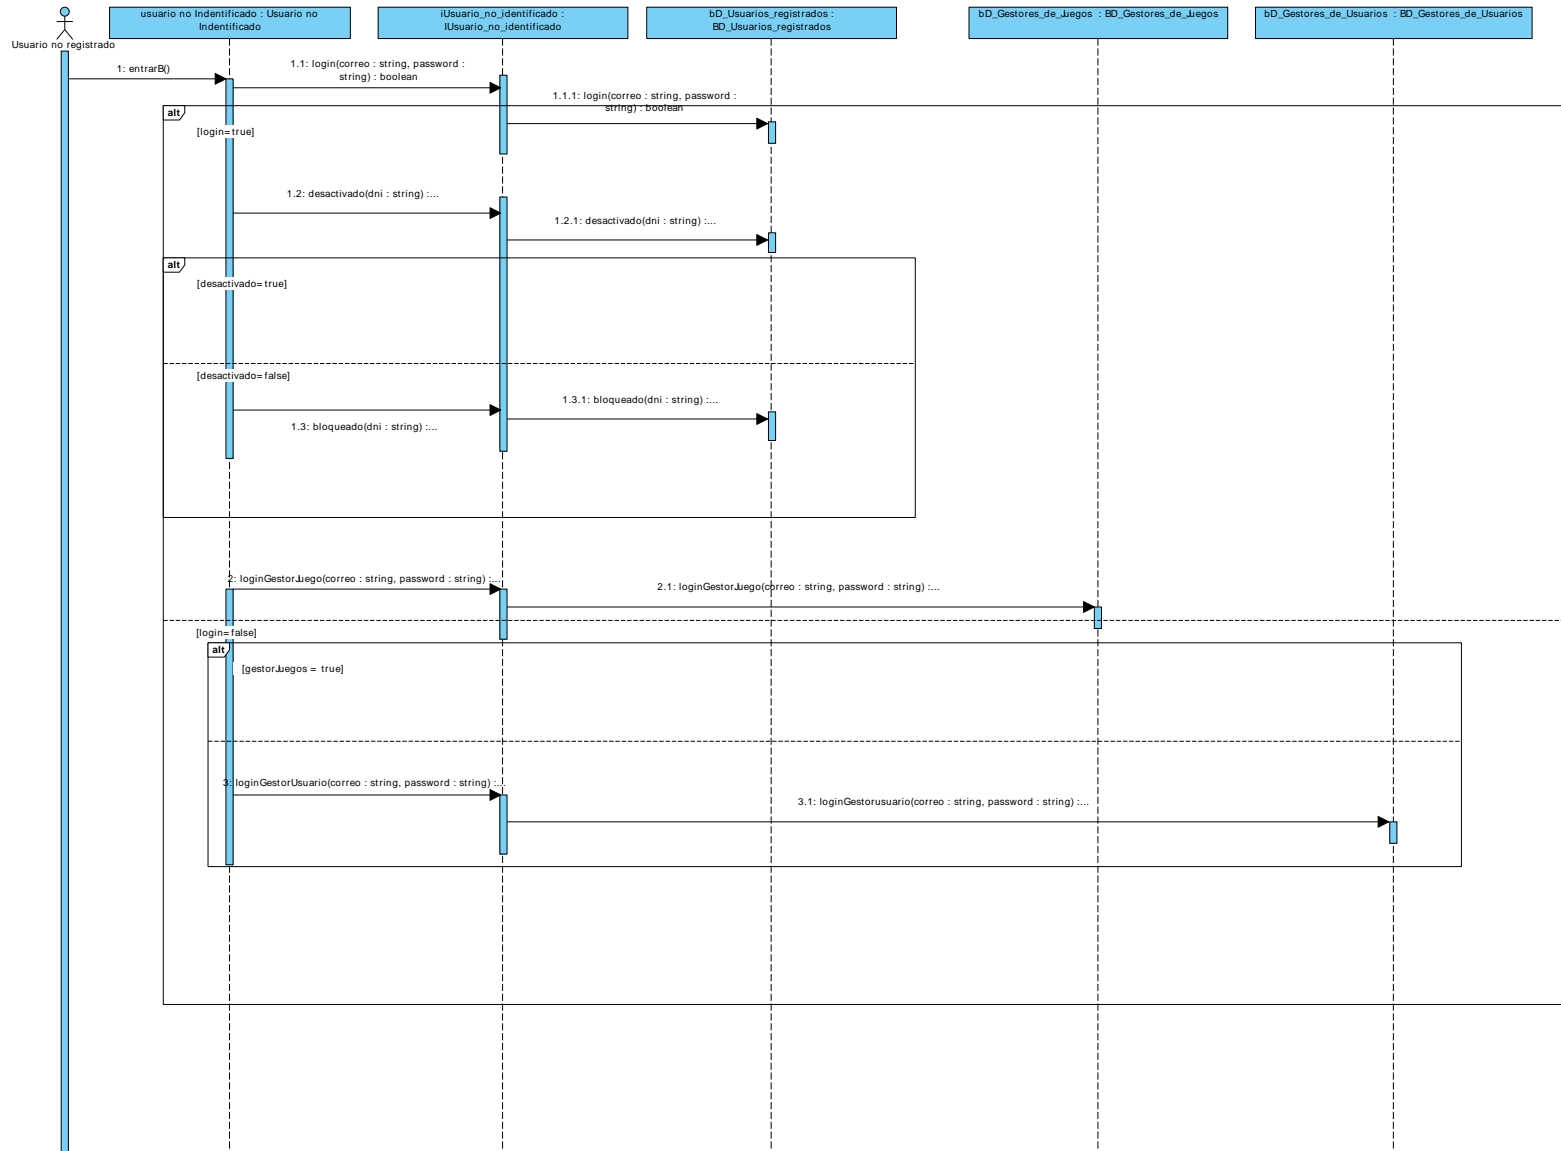 Usuario no registrado
usuario no Indentificado : Usuario no
Indentificado
iUsuario_no_identificado :
IUsuario_no_identificado
bD_Usuarios_registrados :
BD_Usuarios_registrados
bD_Gestores_de_Juegos : BD_Gestores_de_Juegos
bD_Gestores_de_Usuarios : BD_Gestores_de_Usuarios
1: entrarB()
1.1: login(correo : string, password :
string) : boolean
1.1.1: login(correo : string, password :
string) : boolean
alt
[login=true]
1.2: desactivado(dni : string) :...
1.2.1: desactivado(dni : string) :...
alt
[desactivado=true]
[desactivado=false]
1.3.1: bloqueado(dni : string) :...
1.3: bloqueado(dni : string) :...
2: loginGestorJuego(correo : string, password : string) :...
2.1: loginGestorJuego(correo : string, password : string) :...
[login=false]
alt
[gestorJuegos = true]
3: loginGestorUsuario(correo : string, password : string) :...
3.1: loginGestorusuario(correo : string, password : string) :...